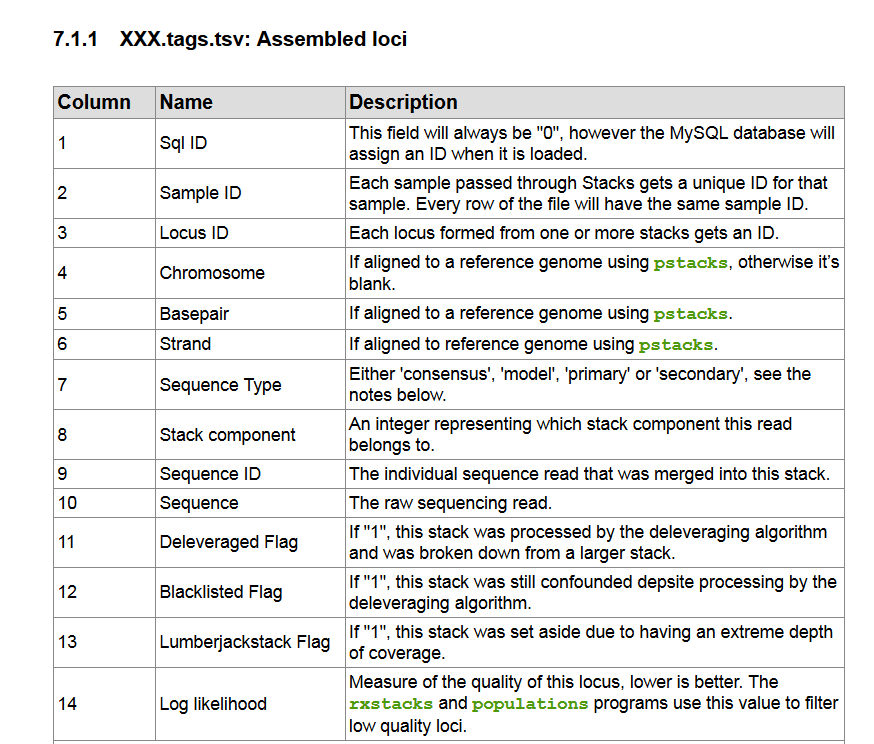 7.1.1 XXX.tags.tsv: Assembled loci
Column Name Description
1 Sql ID This field will always be "0", however the MySQL database will
assign an ID when it is loaded.
2 Sample ID Each sample passed through Stacks gets a unique ID for that
sample. Every row of the file will have the same sample ID.
3 Locus ID Each locus formed from one or more stacks gets an ID.
4 Chromosome If aligned to a reference genome using pstacks, otherwise it’s
blank.
5 Basepair If aligned to a reference genome using pstacks.
6 Strand If aligned to reference genome using pstacks.
7 Sequence Type Either 'consensus', 'model', 'primary' or 'secondary', see the
notes below.
8 Stack component An integer representing which stack component this read
belongs to.
9 Sequence ID The individual sequence read that was merged into this stack.
10 Sequence The raw sequencing read.
11 Deleveraged Flag If "1", this stack was processed by the deleveraging algorithm
and was broken down from a larger stack.
12 Blacklisted Flag If "1", this stack was still confounded depsite processing by the
deleveraging algorithm.
13 Lumberjackstack Flag If "1", this stack was set aside due to having an extreme depth
of coverage.
14 Log likelihood Measure of the quality of this locus, lower is better. The
rxstacks and populations programs use this value to filter
low quality loci.